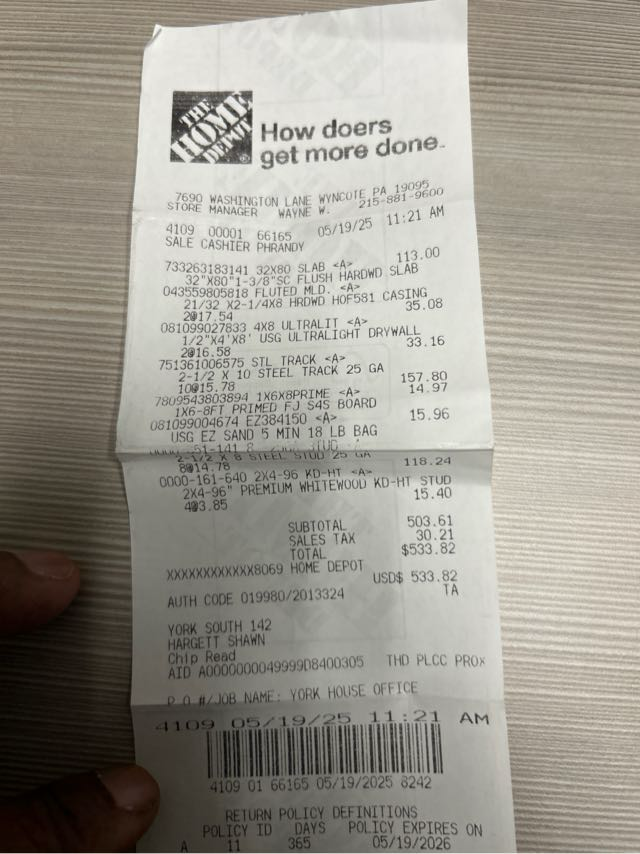 THE
HOME
DEPOT
How doers
get more done.
7690 WASHINGTON LANE WYNCOTE PA 19095
STORE MANAGER WAYNE W. 215-881-9600
4109 00001 66165 05/19/25 11:21 AM
SALE CASHIER PHRANDY
733263183141 32X80 SLAB <A> 113.00
32"X80"1-3/8"SC FLUSH HARDWD SLAB
043559805818 FLUTED MLD. <A>
21/32 X2-1/4X8 HRDWD HOF581 CASING
2@17.54 35.08
081099027833 4X8 ULTRALIT <A>
1/2"X4'X8' USG ULTRALIGHT DRYWALL
2@16.58 33.16
751361006575 STL TRACK <A>
2-1/2 X 10 STEEL TRACK 25 GA
10@15.78 157.80
7809543803894 1X6X8PRIME <A> 14.97
1X6-8FT PRIMED FJ S4S BOARD
081099004674 EZ384150 <A> 15.96
USG EZ SAND 5 MIN 18 LB BAG
2-1/2 X 8 STEEL STUD 25 GA
8@14.78 118.24
0000-161-640 2X4-96 KD-HT <A>
2X4-96" PREMIUM WHITEWOOD KD-HT STUD
4@3.85 15.40
SUBTOTAL 503.61
SALES TAX 30.21
TOTAL $533.82
XXXXXXXXXXXX8069 HOME DEPOT
USD$ 533.82
AUTH CODE 019980/2013324 TA
YORK SOUTH 142
HARGETT SHAWN
Chip Read
AID A0000000049999D8400305 THD PLCC PROX
P.O.#/JOB NAME: YORK HOUSE OFFICE
4109 05/19/25 11:21 AM
4109 01 66165 05/19/2025 8242
RETURN POLICY DEFINITIONS
POLICY ID DAYS POLICY EXPIRES ON
A 11 365 05/19/2026